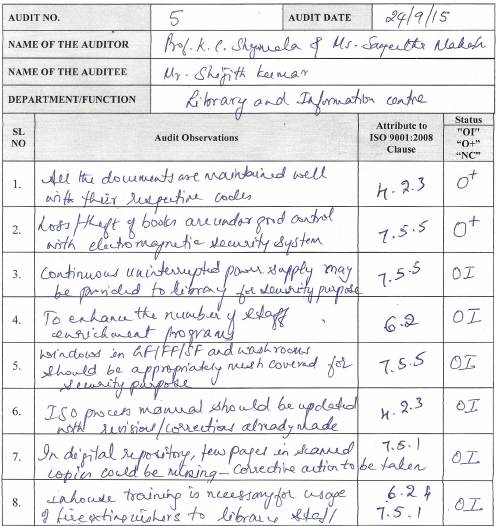 AUDIT NO. 5 AUDIT DATE 24/9/15
NAME OF THE AUDITOR Prof. K. C. Shyamala & Ms. Sageetha
NAME OF THE AUDITEE Mr. Shijith kumar
DEPARTMENT/FUNCTION Library and Information centre
SL NO Audit Observations Attribute to ISO 9001:2008 Clause Status "OI" "O+" "NC"
1. All the documents are maintained well
with their respective codes 4.2.3 O+
2. Loss/theft of books are under good control
with electromagnetic security system 7.5.5 O+
3. Continuous uninterrupted power supply may
be provided to library for security purpose 7.5.5 OI
4. To enhance the number of staff
enrichment programs 6.2 OI
5. Windows in GF/FF/SF and washrooms
should be appropriately mesh covered for
security purpose 7.5.5 OI
6. ISO process manual should be updated
with revisions/corrections already made 4.2.3 OI
7. In digital repository, few pages in scanned
copies could be missing - corrective action to be taken 7.5.1 OI
8. inhouse training is necessary for usage
of fire extinguishers to library staff 6.2 & 7.5.1 OI